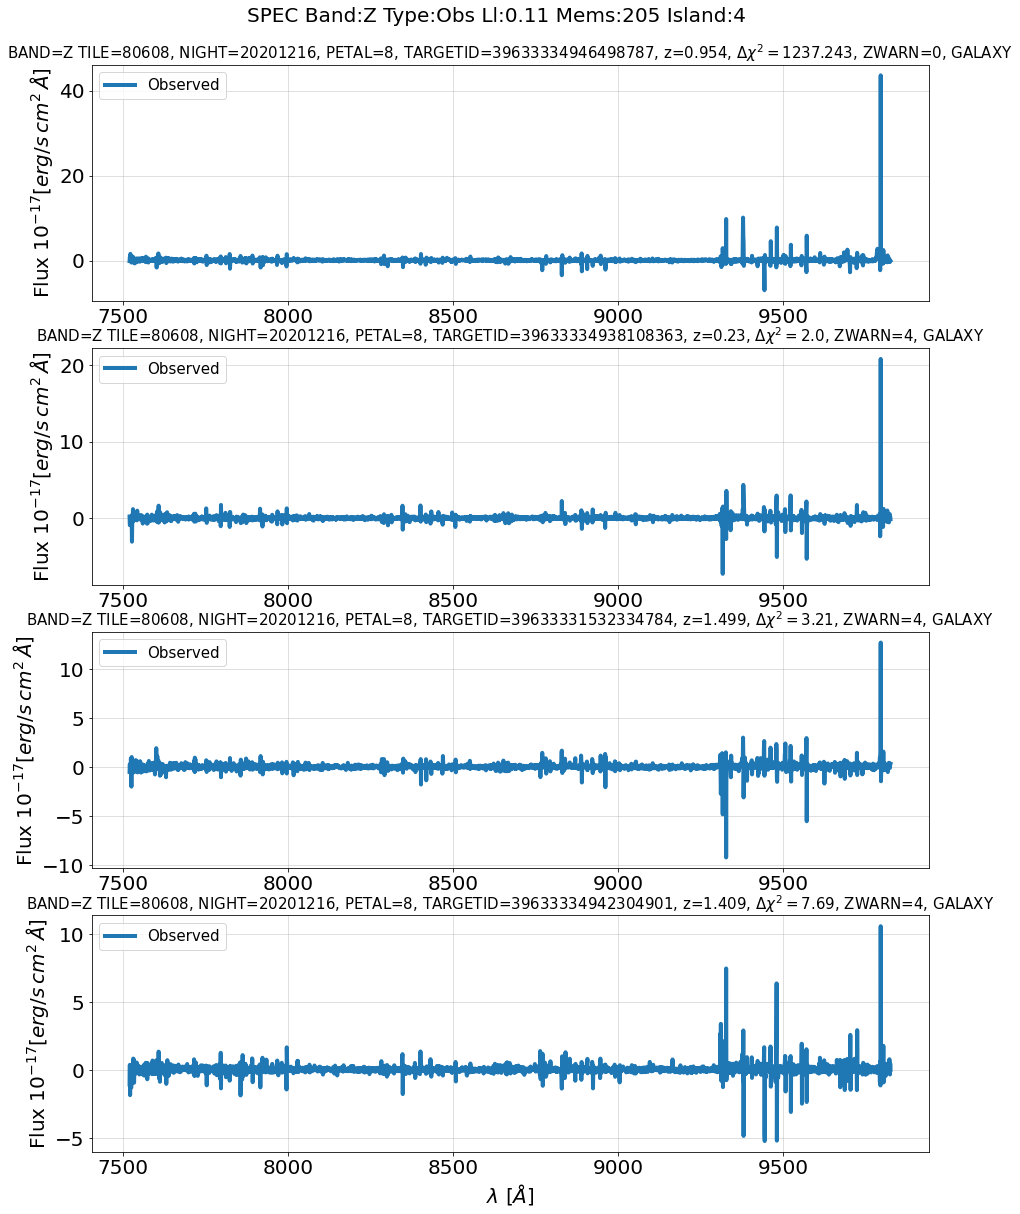 SPEC Band:Z Type:Obs Ll:0.11 Mems:205 Island:4
BAND=Z TILE=80608, NIGHT=20201216, PETAL=8, TARGETID=39633334946498787, z=0.954, Δχ² = 1237.243, ZWARN=0, GALAXY
Flux 10⁻¹⁷[erg/s cm² Å]
40
20
0
Observed
7500 8000 8500 9000 9500
BAND=Z TILE=80608, NIGHT=20201216, PETAL=8, TARGETID=39633334938108363, z=0.23, Δχ² = 2.0, ZWARN=4, GALAXY
Flux 10⁻¹⁷[erg/s cm² Å]
20
10
0
Observed
7500 8000 8500 9000 9500
BAND=Z TILE=80608, NIGHT=20201216, PETAL=8, TARGETID=39633331532334784, z=1.499, Δχ² = 3.21, ZWARN=4, GALAXY
Flux 10⁻¹⁷[erg/s cm² Å]
10
5
0
−5
−10
Observed
7500 8000 8500 9000 9500
BAND=Z TILE=80608, NIGHT=20201216, PETAL=8, TARGETID=39633334942304901, z=1.409, Δχ² = 7.69, ZWARN=4, GALAXY
Flux 10⁻¹⁷[erg/s cm² Å]
10
5
0
−5
Observed
7500 8000 8500 9000 9500
λ [Å]